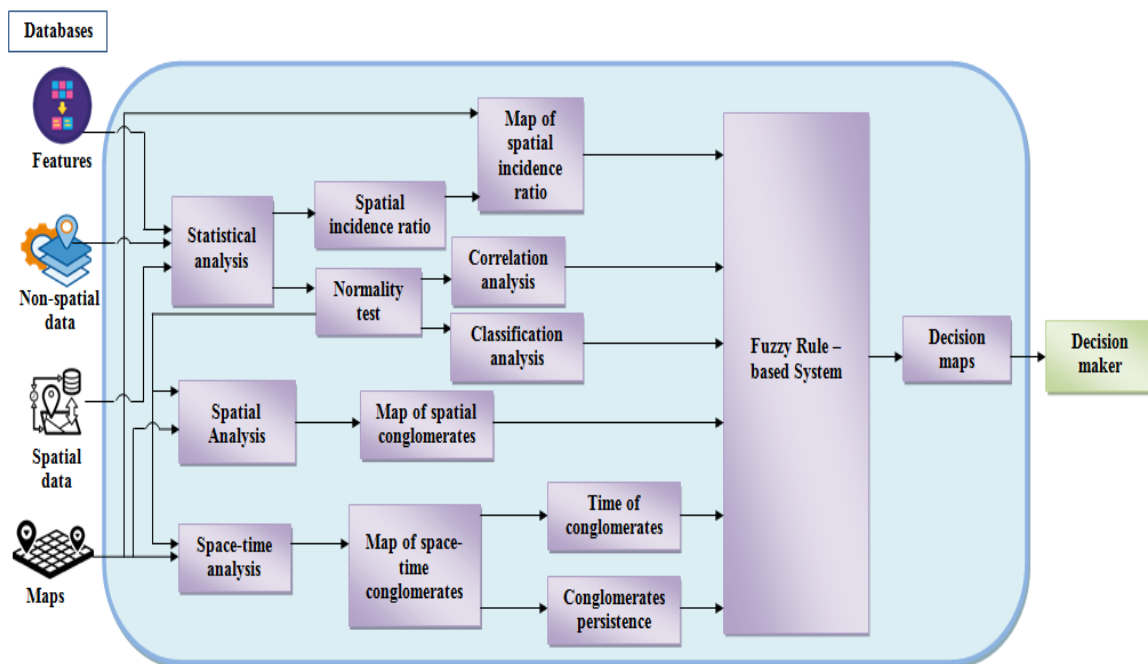 Databases
Features
Non-spatial
data
Spatial
data
Maps
Statistical
analysis
Spatial
incidence ratio
Map of
spatial
incidence
ratio
Normality
test
Correlation
analysis
Classification
analysis
Spatial
Analysis
Map of spatial
conglomerates
Space-time
analysis
Map of space-
time
conglomerates
Time of
conglomerates
Conglomerates
persistence
Fuzzy Rule –
based System
Decision
maps
Decision
maker